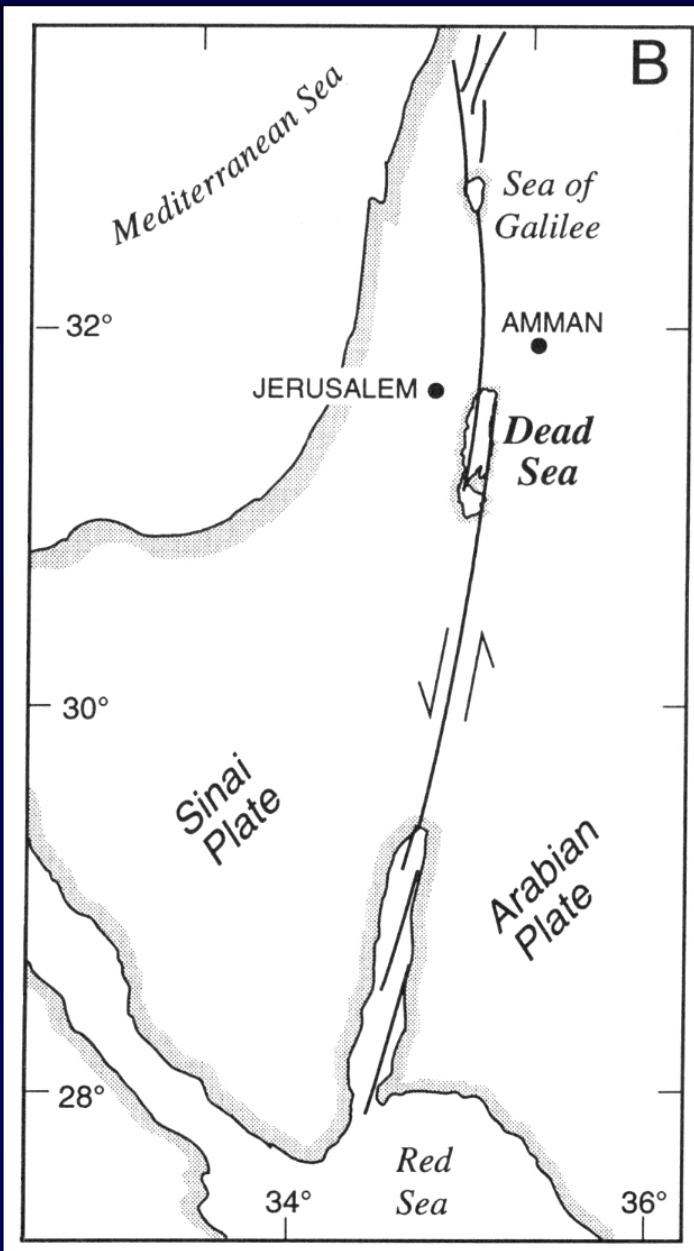 B
Mediterranean Sea
Sea of
Galilee
32°
AMMAN
JERUSALEM
Dead
Sea
30°
Sinai
Plate
Arabian
Plate
28°
Red
Sea
34°
36°